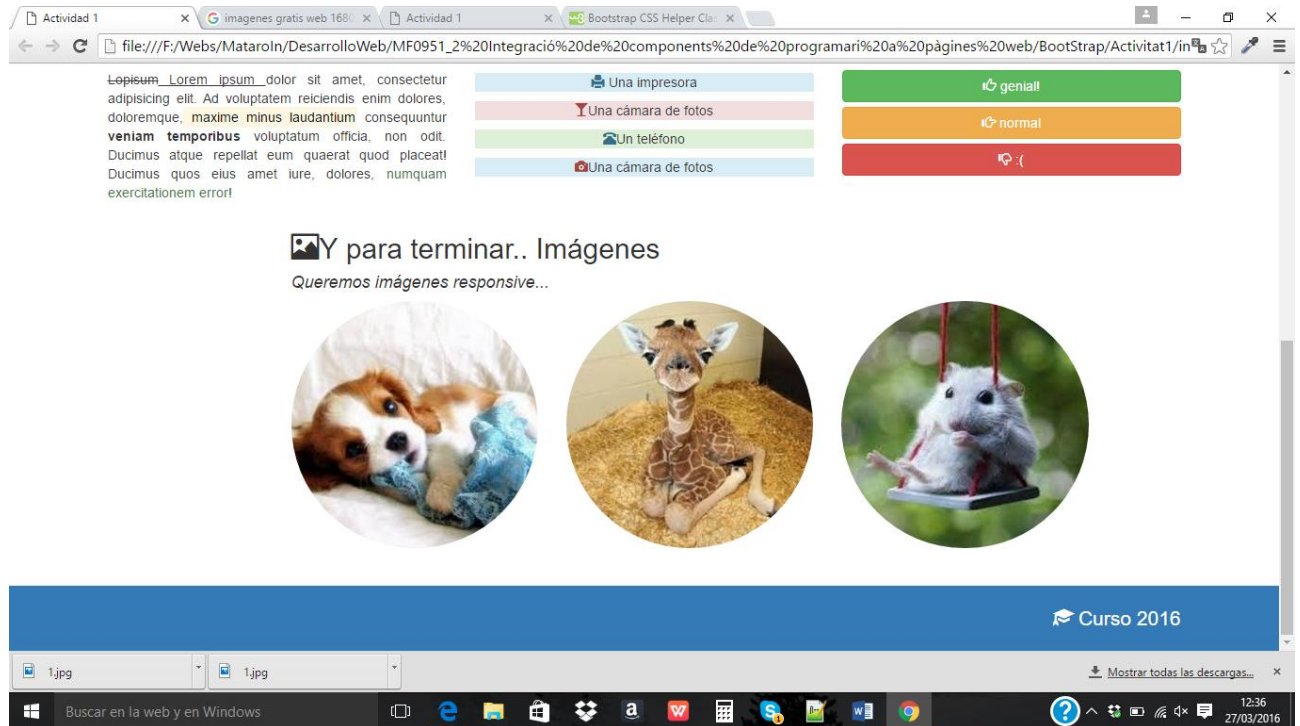 Actividad 1
imagenes gratis web 1680
Actividad 1
Bootstrap CSS Helper Cla
file:///F:/Webs/MataroIn/DesarrolloWeb/MF0951_2%20Integració%20de%20components%20de%20programari%20a%20pàgines%20web/BootStrap/Activitat1/in
Lopisum Lorem ipsum dolor sit amet, consectetur
adipisicing elit. Ad voluptatem reiciendis enim dolores,
doloremque, maxime minus laudantium consequuntur
veniam temporibus voluptatum officia, non odit.
Ducimus atque repellat eum quaerat quod placeat!
Ducimus quos eius amet iure, dolores, numquam
exercitationem error!
Una impresora
Una cámara de fotos
Un teléfono
Una cámara de fotos
genial!
normal
:(
Y para terminar.. Imágenes
Queremos imágenes responsive...
Curso 2016
1.jpg
1.jpg
Mostrar todas las descargas...
Buscar en la web y en Windows
12:36
27/03/2016